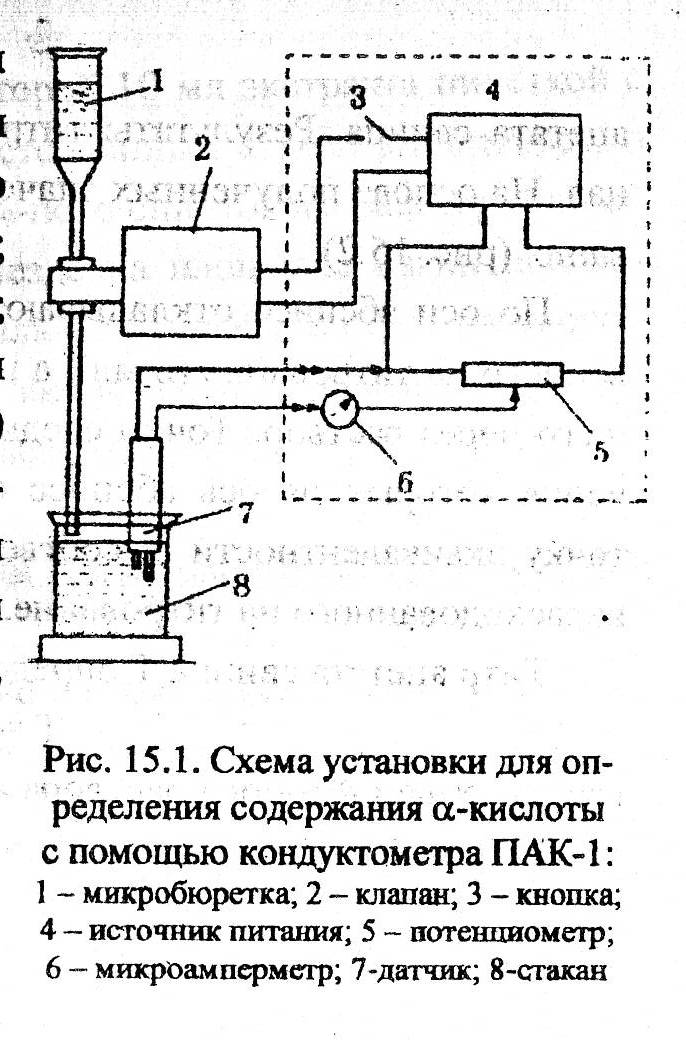 1
2
3
4
5
6
7
8
Рис. 15.1. Схема установки для оп-
ределения содержания α-кислоты
с помощью кондуктометра ПАК-1:
1 – микробюретка; 2 – клапан; 3 – кнопка;
4 – источник питания; 5 – потенциометр;
6 – микроамперметр; 7-датчик; 8-стакан